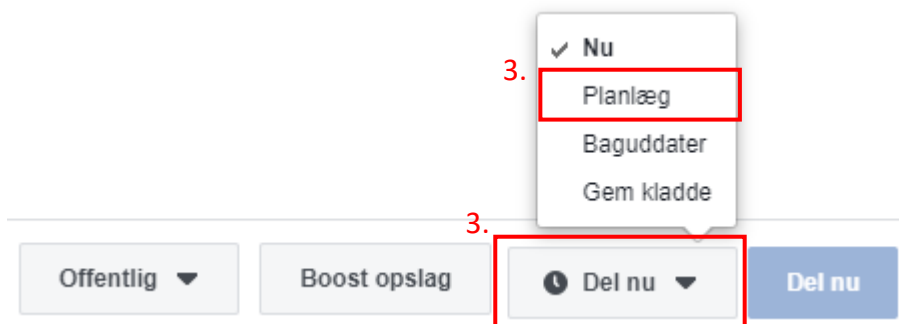 Nu
3.
Planlæg
Baguddater
Gem kladde
3.
Offentlig
Boost opslag
Del nu
Del nu